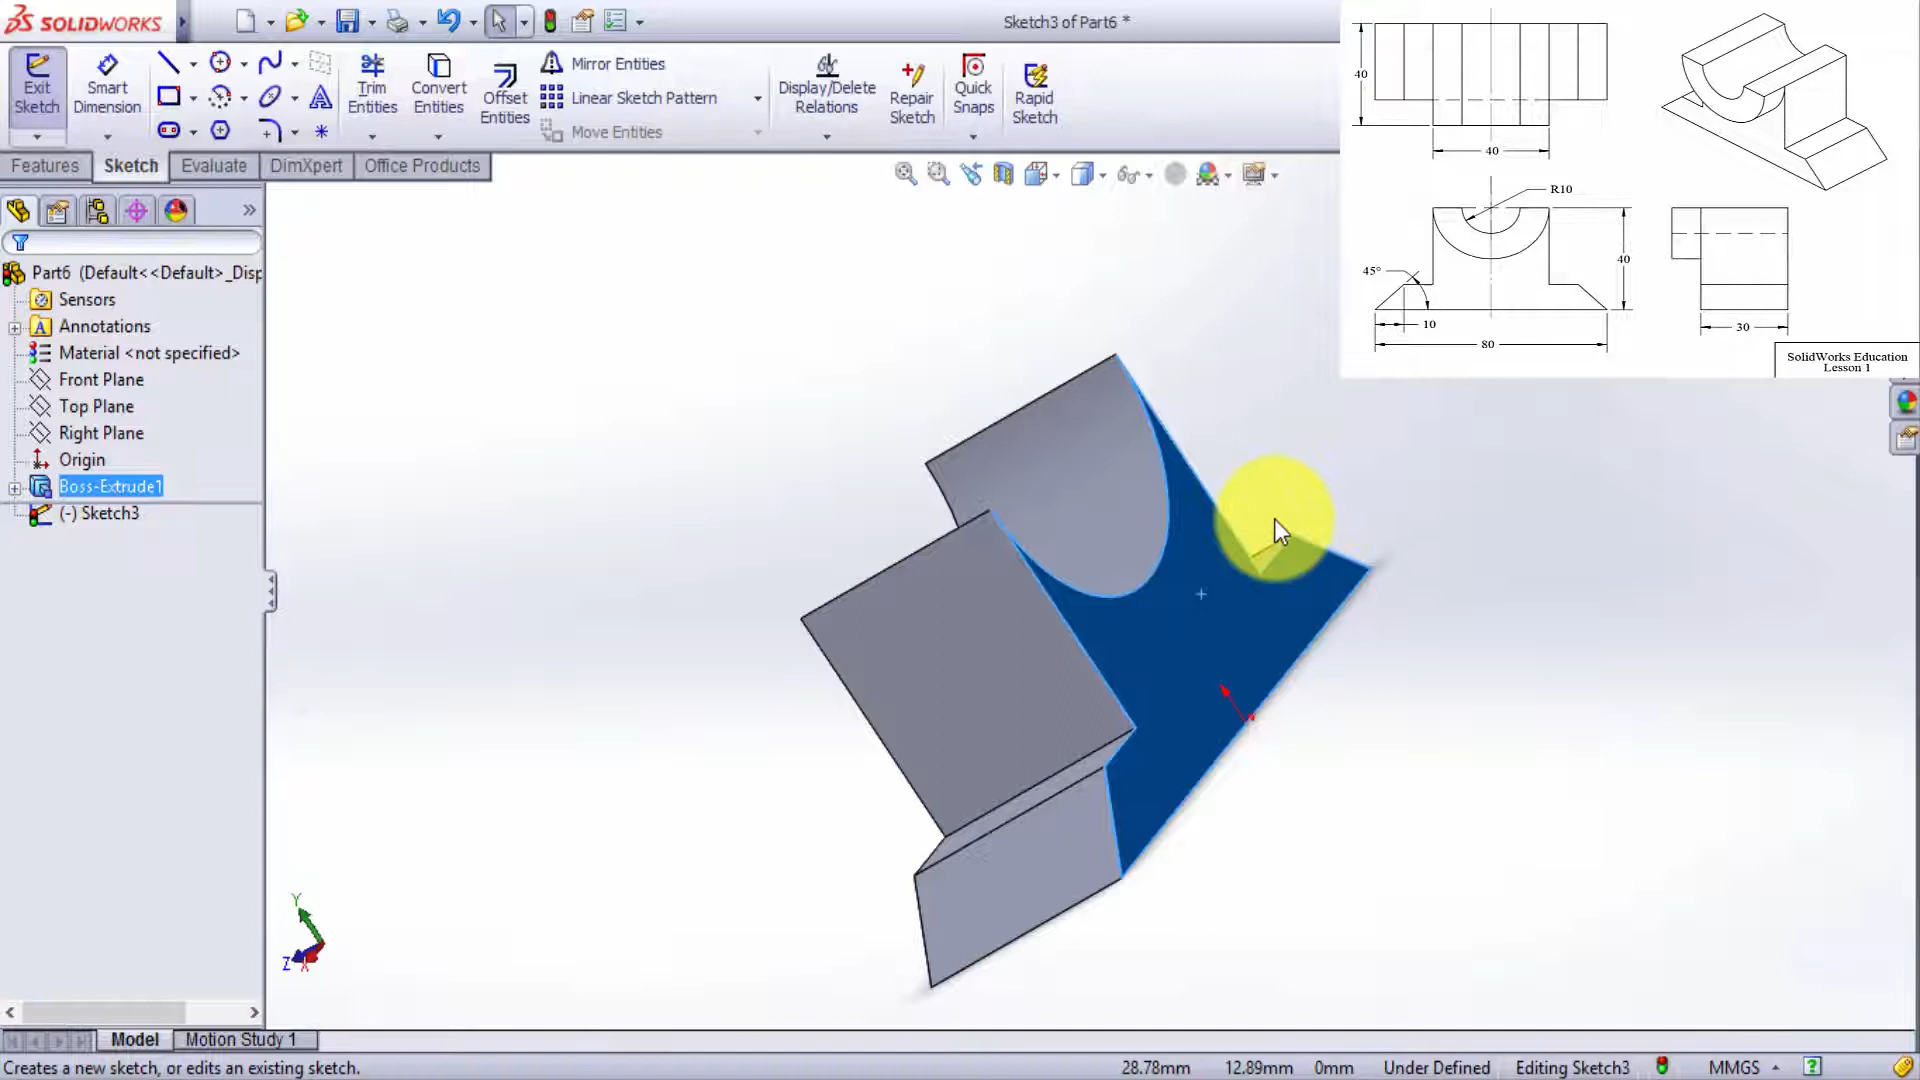 SOLIDWORKS
Sketch3 of Part6 *
Exit Sketch
Smart Dimension
Trim Entities
Convert Entities
Offset Entities
Mirror Entities
Linear Sketch Pattern
Move Entities
Display/Delete Relations
Repair Sketch
Quick Snaps
Rapid Sketch
Features
Sketch
Evaluate
DimXpert
Office Products
Part6 (Default<<Default>_Disp
Sensors
Annotations
Material <not specified>
Front Plane
Top Plane
Right Plane
Origin
Boss-Extrude1
(-) Sketch3
40
40
R10
45°
10
80
40
30
SolidWorks Education
Lesson 1
Y
Z
X
Model
Motion Study 1
Creates a new sketch, or edits an existing sketch.
28.78mm
12.89mm
0mm
Under Defined
Editing Sketch3
MMGS